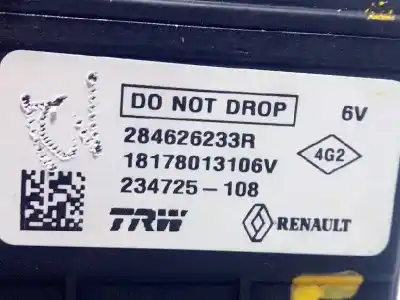 DO NOT DROP
6V
284626233R
18178013106V
4G2
234725-108
TRW
RENAULT